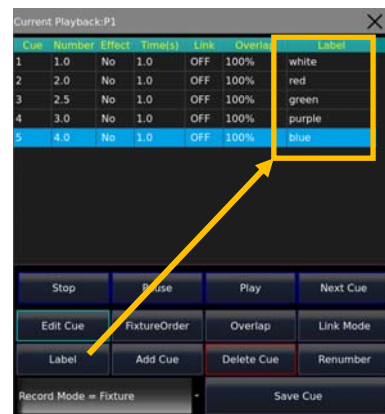 Current Playback:P1
Cue Number Effect Time(s) Link Overlap Label
1 1.0 No 1.0 OFF 100% white
2 2.0 No 1.0 OFF 100% red
3 2.5 No 1.0 OFF 100% green
4 3.0 No 1.0 OFF 100% purple
5 4.0 No 1.0 OFF 100% blue
Stop Pause Play Next Cue
Edit Cue FixtureOrder Overlap Link Mode
Label Add Cue Delete Cue Renumber
Record Mode = Fixture Save Cue